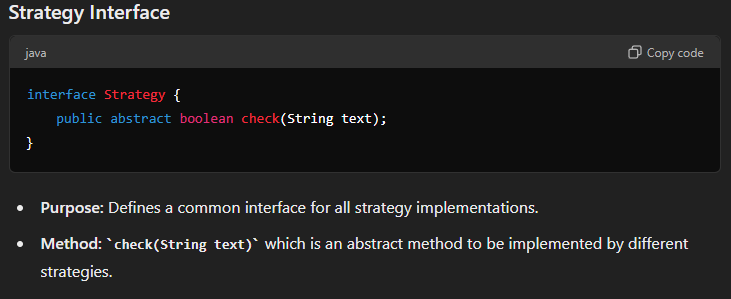 Strategy Interface
java
Copy code
interface Strategy {
    public abstract boolean check(String text);
}
• Purpose: Defines a common interface for all strategy implementations.
• Method: `check(String text)` which is an abstract method to be implemented by different
strategies.